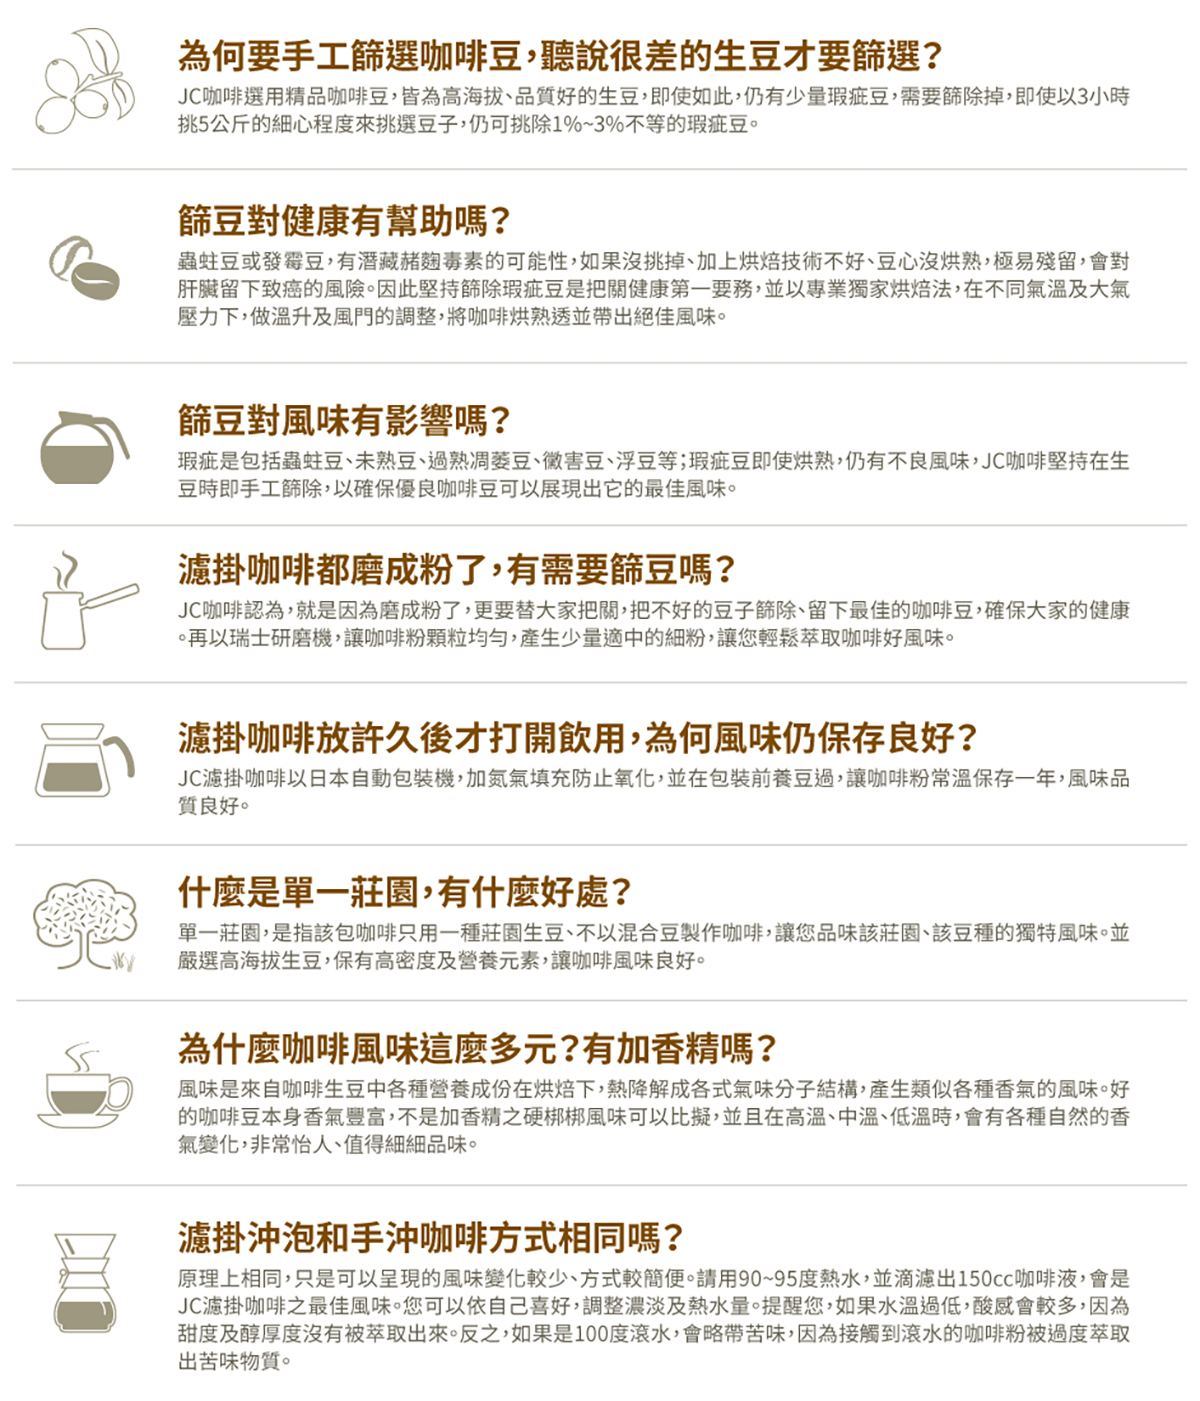 為何要手工篩選咖啡豆，聽說很差的生豆才要篩選？
JC咖啡選用精品咖啡豆，皆為高海拔、品質好的生豆，即使如此，仍有少量瑕疵豆，需要篩除掉，即使以3小時
挑5公斤的細心程度來挑選豆子，仍可挑除1%~3%不等的瑕疵豆。
篩豆對健康有幫助嗎？
蟲蛀豆或發霉豆，有潛藏赭麴毒素的可能性，如果沒挑掉、加上烘焙技術不好、豆心沒烘熟，極易殘留，會對
肝臟留下致癌的風險。因此堅持篩除瑕疵豆是把關健康第一要務，並以專業獨家烘焙法，在不同氣溫及大氣
壓力下，做溫升及風門的調整，將咖啡烘熟透並帶出絕佳風味。
篩豆對風味有影響嗎？
瑕疵是包括蟲蛀豆、未熟豆、過熟凋萎豆、黴害豆、浮豆等；瑕疵豆即使烘熟，仍有不良風味，JC咖啡堅持在生
豆時即手工篩除，以確保優良咖啡豆可以展現出它的最佳風味。
濾掛咖啡都磨成粉了，有需要篩豆嗎？
JC咖啡認為，就是因為磨成粉了，更要替大家把關，把不好的豆子篩除、留下最佳的咖啡豆，確保大家的健康
。再以瑞士研磨機，讓咖啡粉顆粒均勻，產生少量適中的細粉，讓您輕鬆萃取咖啡好風味。
濾掛咖啡放許久後才打開飲用，為何風味仍保存良好？
JC濾掛咖啡以日本自動包裝機，加氮氣填充防止氧化，並在包裝前養豆過，讓咖啡粉常溫保存一年，風味品
質良好。
什麼是單一莊園，有什麼好處？
單一莊園，是指該包咖啡只用一種莊園生豆、不以混合豆製作咖啡，讓您品味該莊園、該豆種的獨特風味。並
嚴選高海拔生豆，保有高密度及營養元素，讓咖啡風味良好。
為什麼咖啡風味這麼多元？有加香精嗎？
風味是來自咖啡生豆中各種營養成份在烘焙下，熱降解成各式氣味分子結構，產生類似各種香氣的風味。好
的咖啡豆本身香氣豐富，不是加香精之硬梆梆風味可以比擬，並且在高溫、中溫、低溫時，會有各種自然的香
氣變化，非常怡人、值得細細品味。
濾掛沖泡和手沖咖啡方式相同嗎？
原理上相同，只是可以呈現的風味變化較少、方式較簡便。請用90~95度熱水，並滴濾出150cc咖啡液，會是
JC濾掛咖啡之最佳風味。您可以依自己喜好，調整濃淡及熱水量。提醒您，如果水溫過低，酸感會較多，因為
甜度及醇厚度沒有被萃取出來。反之，如果是100度滾水，會略帶苦味，因為接觸到滾水的咖啡粉被過度萃取
出苦味物質。